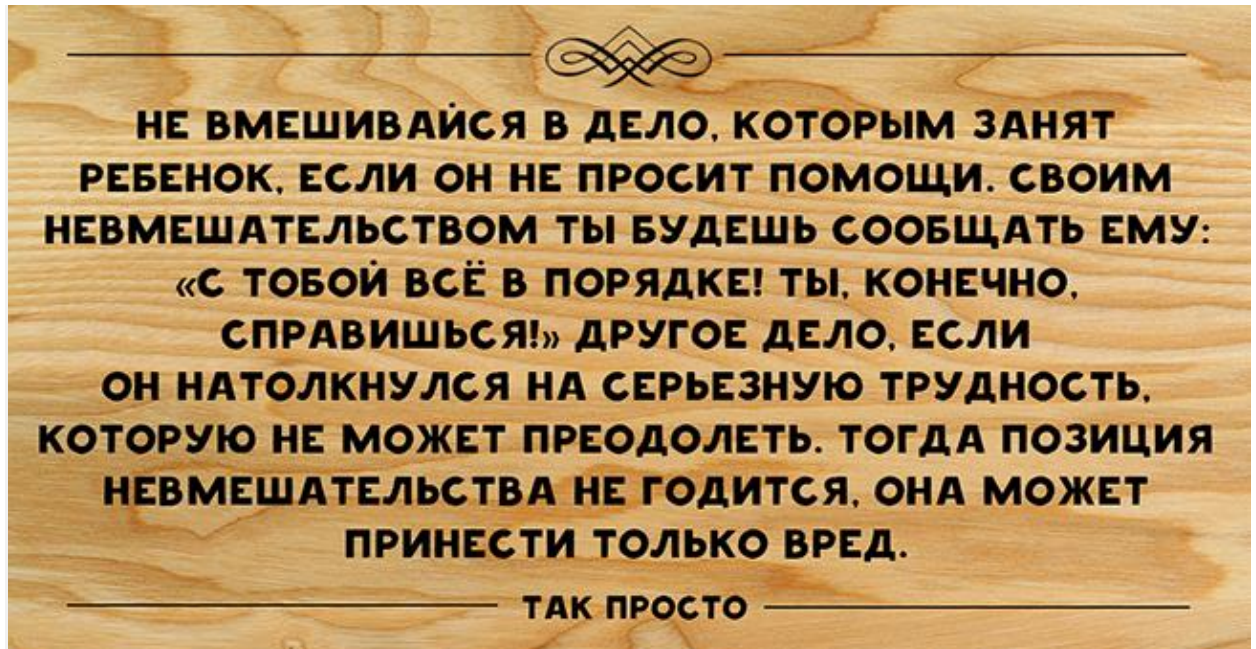 НЕ ВМЕШИВАЙСЯ В ДЕЛО, КОТОРЫМ ЗАНЯТ
РЕБЕНОК, ЕСЛИ ОН НЕ ПРОСИТ ПОМОЩИ. СВОИМ
НЕВМЕШАТЕЛЬСТВОМ ТЫ БУДЕШЬ СООБЩАТЬ ЕМУ:
«С ТОБОЙ ВСЁ В ПОРЯДКЕ! ТЫ, КОНЕЧНО,
СПРАВИШЬСЯ!» ДРУГОЕ ДЕЛО, ЕСЛИ
ОН НАТОЛКНУЛСЯ НА СЕРЬЕЗНУЮ ТРУДНОСТЬ,
КОТОРУЮ НЕ МОЖЕТ ПРЕОДОЛЕТЬ. ТОГДА ПОЗИЦИЯ
НЕВМЕШАТЕЛЬСТВА НЕ ГОДИТСЯ, ОНА МОЖЕТ
ПРИНЕСТИ ТОЛЬКО ВРЕД.
ТАК ПРОСТО